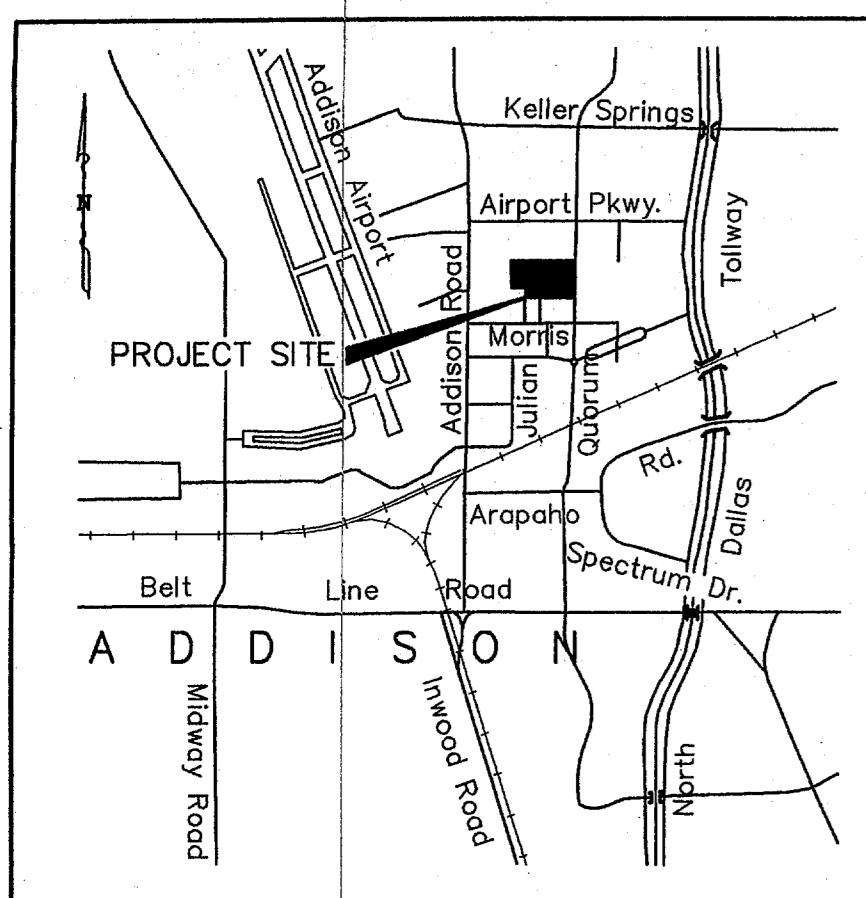 Addison Airport
Keller Springs
N
Airport Pkwy.
Tollway
Addison Road
Morris
PROJECT SITE
Julian
Quorum
Rd.
Arapaho
Dallas
Spectrum Dr.
Belt Line Road
ADDISON
Midway Road
Inwood Road
North